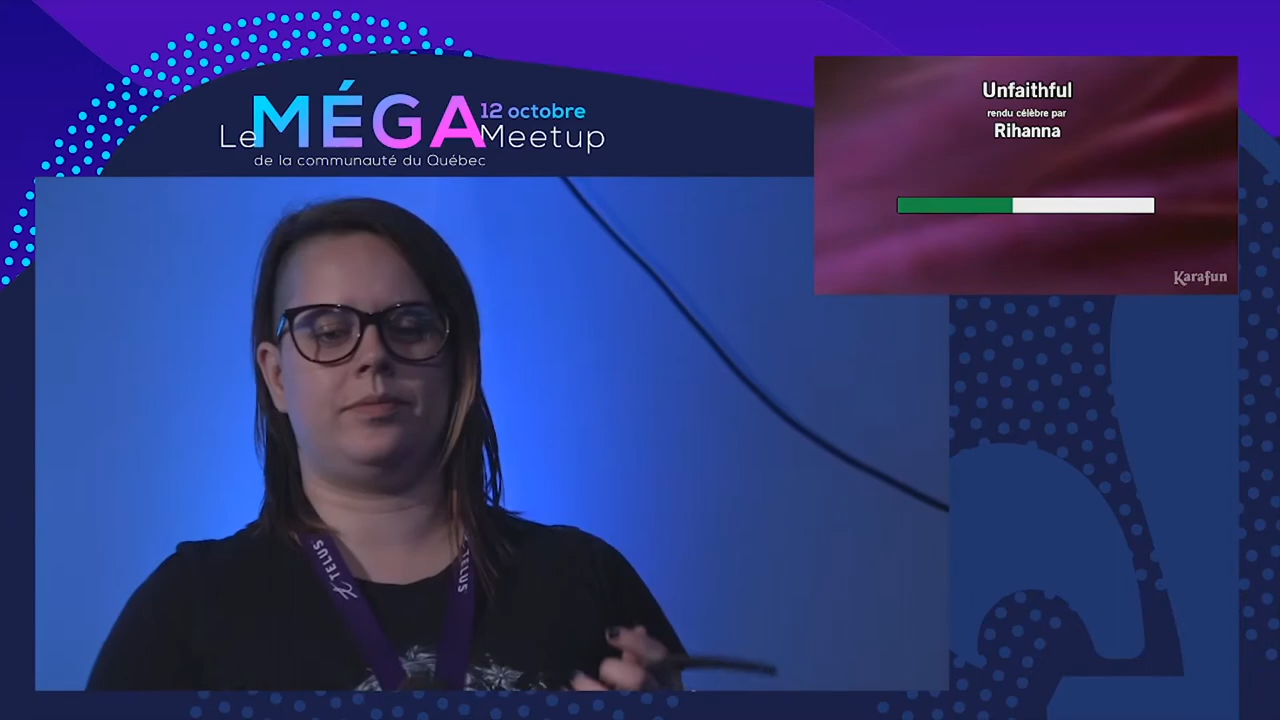 Le MÉGA Meetup
12 octobre
de la communauté du Québec
Unfaithful
rendu célèbre par
Rihanna
Karafun
TELUS
TELUS